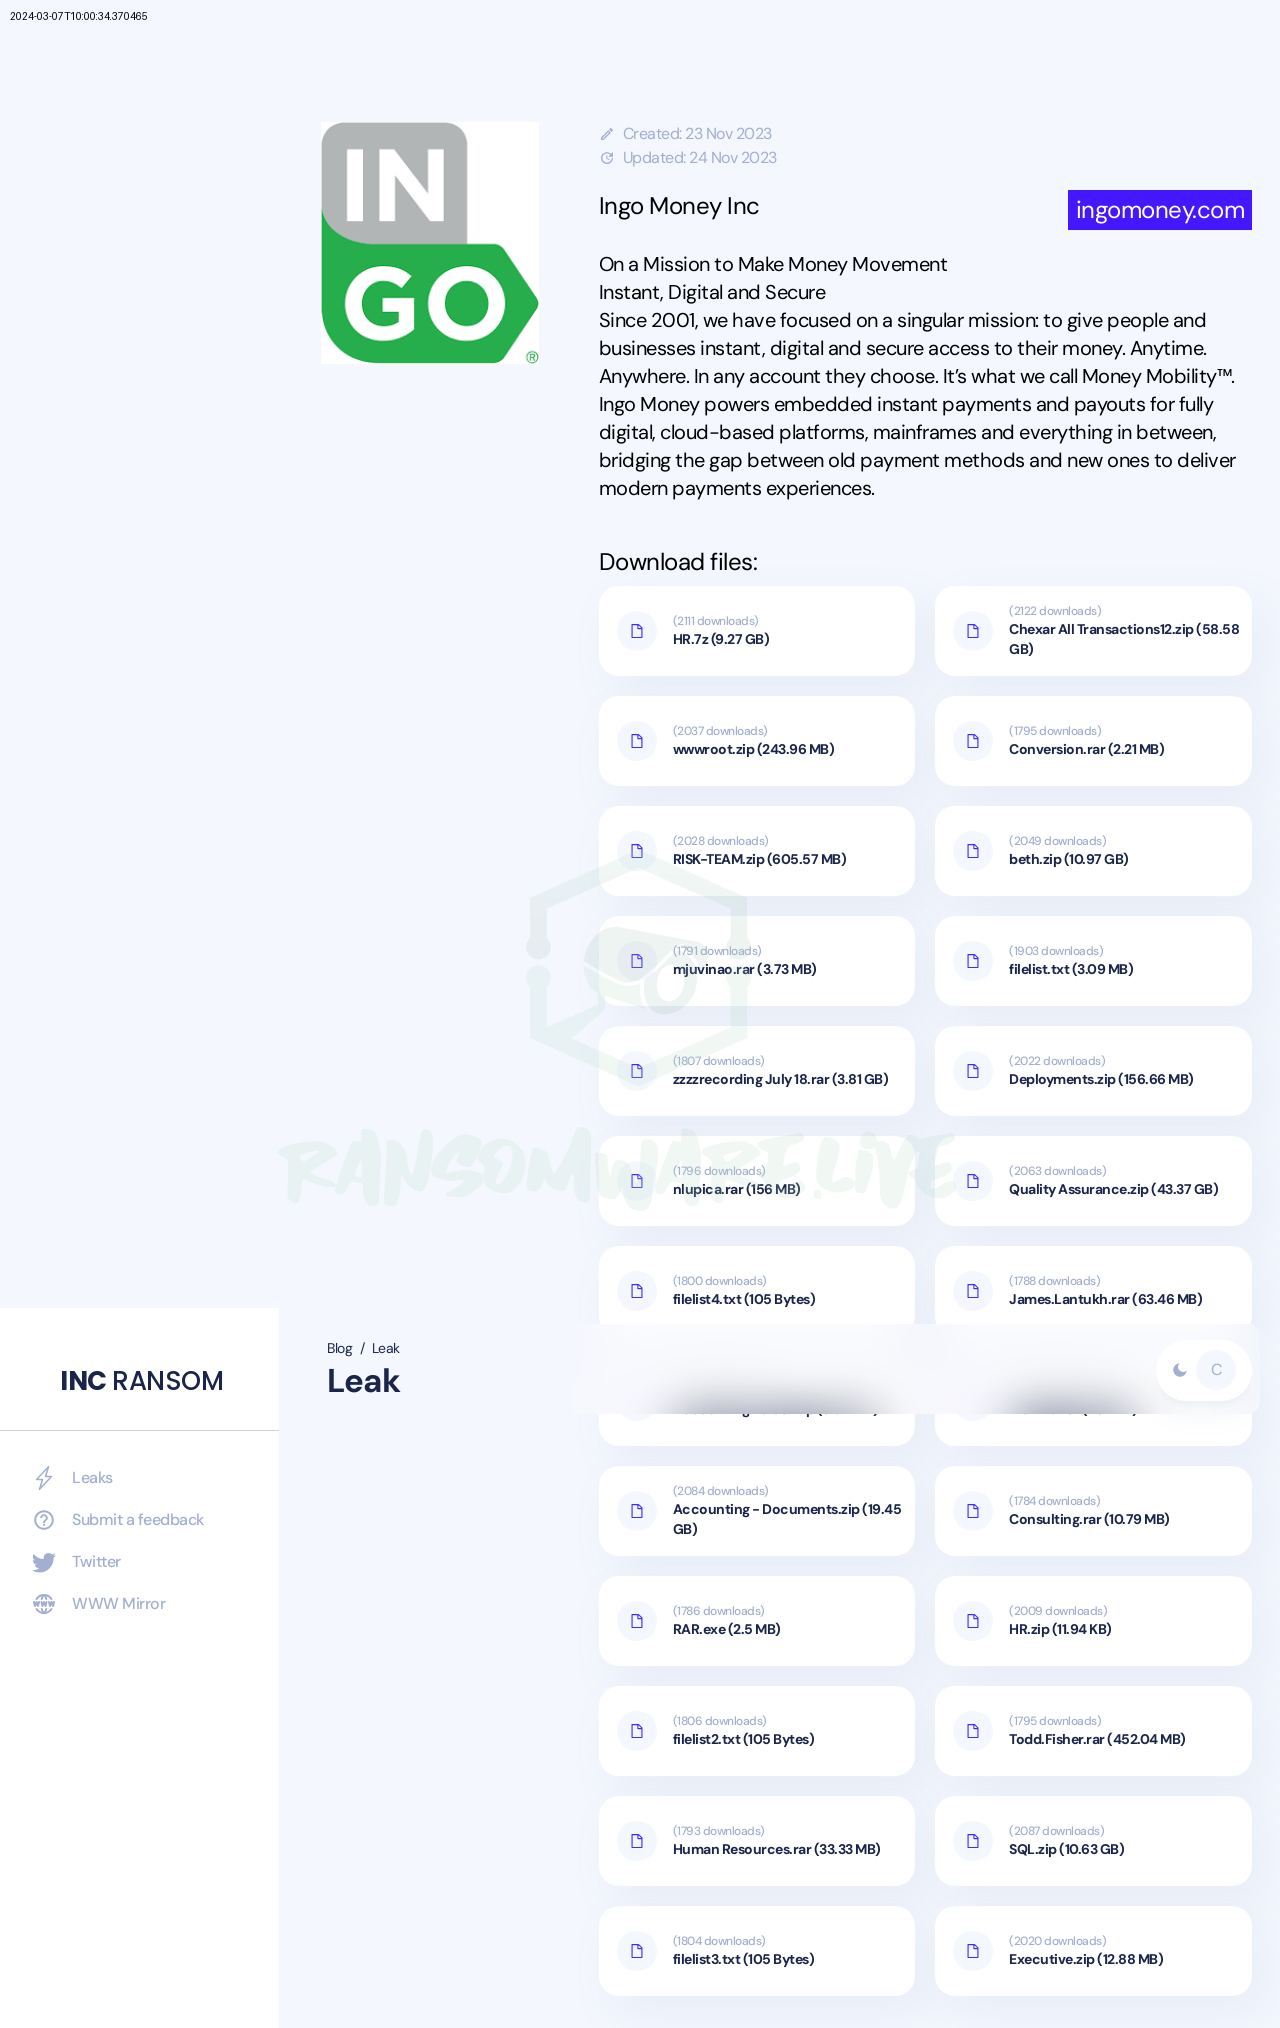 2024-03-07T10:00:34.370465
IN
GO
®
Created: 23 Nov 2023
Updated: 24 Nov 2023
Ingo Money Inc
ingomoney.com
On a Mission to Make Money Movement
Instant, Digital and Secure
Since 2001, we have focused on a singular mission: to give people and
businesses instant, digital and secure access to their money. Anytime.
Anywhere. In any account they choose. It’s what we call Money Mobility™.
Ingo Money powers embedded instant payments and payouts for fully
digital, cloud-based platforms, mainframes and everything in between,
bridging the gap between old payment methods and new ones to deliver
modern payments experiences.
Download files:
(2111 downloads)
HR.7z (9.27 GB)
(2122 downloads)
Chexar All Transactions12.zip (58.58
GB)
(2037 downloads)
wwwroot.zip (243.96 MB)
(1795 downloads)
Conversion.rar (2.21 MB)
(2028 downloads)
RISK-TEAM.zip (605.57 MB)
(2049 downloads)
beth.zip (10.97 GB)
(1791 downloads)
mjuvinao.rar (3.73 MB)
(1903 downloads)
filelist.txt (3.09 MB)
(1807 downloads)
zzzzrecording July 18.rar (3.81 GB)
(2022 downloads)
Deployments.zip (156.66 MB)
RANSOMWARE.LIVE
(1796 downloads)
nlupica.rar (156 MB)
(2063 downloads)
Quality Assurance.zip (43.37 GB)
(1800 downloads)
filelist4.txt (105 Bytes)
(1788 downloads)
James.Lantukh.rar (63.46 MB)
Blog / Leak
Leak
C
INC RANSOM
Leaks
Submit a feedback
Twitter
WWW Mirror
(2084 downloads)
Accounting - Documents.zip (19.45
GB)
(1784 downloads)
Consulting.rar (10.79 MB)
(1786 downloads)
RAR.exe (2.5 MB)
(2009 downloads)
HR.zip (11.94 KB)
(1806 downloads)
filelist2.txt (105 Bytes)
(1795 downloads)
Todd.Fisher.rar (452.04 MB)
(1793 downloads)
Human Resources.rar (33.33 MB)
(2087 downloads)
SQL.zip (10.63 GB)
(1804 downloads)
filelist3.txt (105 Bytes)
(2020 downloads)
Executive.zip (12.88 MB)